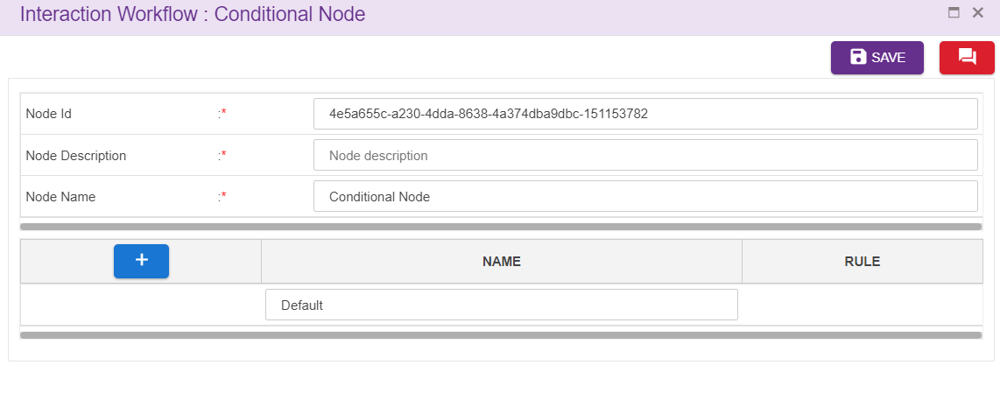 Interaction Workflow : Conditional Node
SAVE
Node Id :* 4e5a655c-a230-4dda-8638-4a374dba9dbc-151153782
Node Description :* Node description
Node Name :* Conditional Node
+ NAME RULE
Default